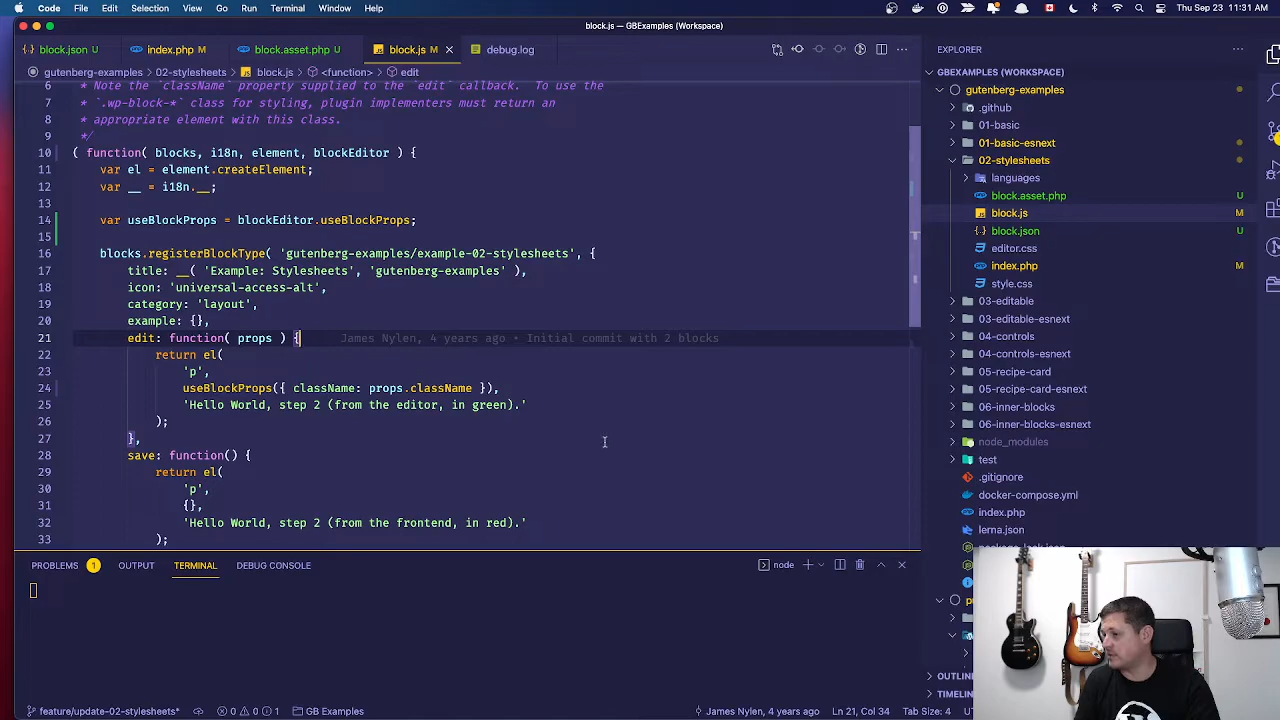 Code File Edit Selection View Go Run Terminal Window Help
Thu Sep 23 11:31 AM
block.js — GBExamples (Workspace)
block.json U
index.php M
block.asset.php U
block.js M
debug.log
gutenberg-examples > 02-stylesheets > block.js > <function> > edit
6 * Note the `className` property supplied to the `edit` callback.  To use the
7 * `.wp-block-*` class for styling, plugin implementers must return an
8 * appropriate element with this class.
9 */
10 ( function( blocks, i18n, element, blockEditor ) {
11 var el = element.createElement;
12 var __ = i18n.__;
13
14 var useBlockProps = blockEditor.useBlockProps;
15
16 blocks.registerBlockType( 'gutenberg-examples/example-02-stylesheets', {
17 title: __( 'Example: Stylesheets', 'gutenberg-examples' ),
18 icon: 'universal-access-alt',
19 category: 'layout',
20 example: {},
21 edit: function( props ) { James Nylen, 4 years ago • Initial commit with 2 blocks
22 return el(
23 'p',
24 useBlockProps({ className: props.className }),
25 'Hello World, step 2 (from the editor, in green).'
26 );
27 },
28 save: function() {
29 return el(
30 'p',
31 {},
32 'Hello World, step 2 (from the frontend, in red).'
33 );
EXPLORER
GBEXAMPLES (WORKSPACE)
gutenberg-examples
.github
01-basic
01-basic-esnext
02-stylesheets
languages
block.asset.php U
block.js M
block.json U
editor.css
index.php M
style.css
03-editable
03-editable-esnext
04-controls
04-controls-esnext
05-recipe-card
05-recipe-card-esnext
06-inner-blocks
06-inner-blocks-esnext
node_modules
test
.gitignore
docker-compose.yml
index.php
lerna.json
package-lock.json
OUTLIN
TIMELIN
PROBLEMS 1 OUTPUT TERMINAL DEBUG CONSOLE
node
feature/update-02-stylesheets* 0 0 1 GB Examples
James Nylen, 4 years ago Ln 21, Col 34 Tab Size: 4